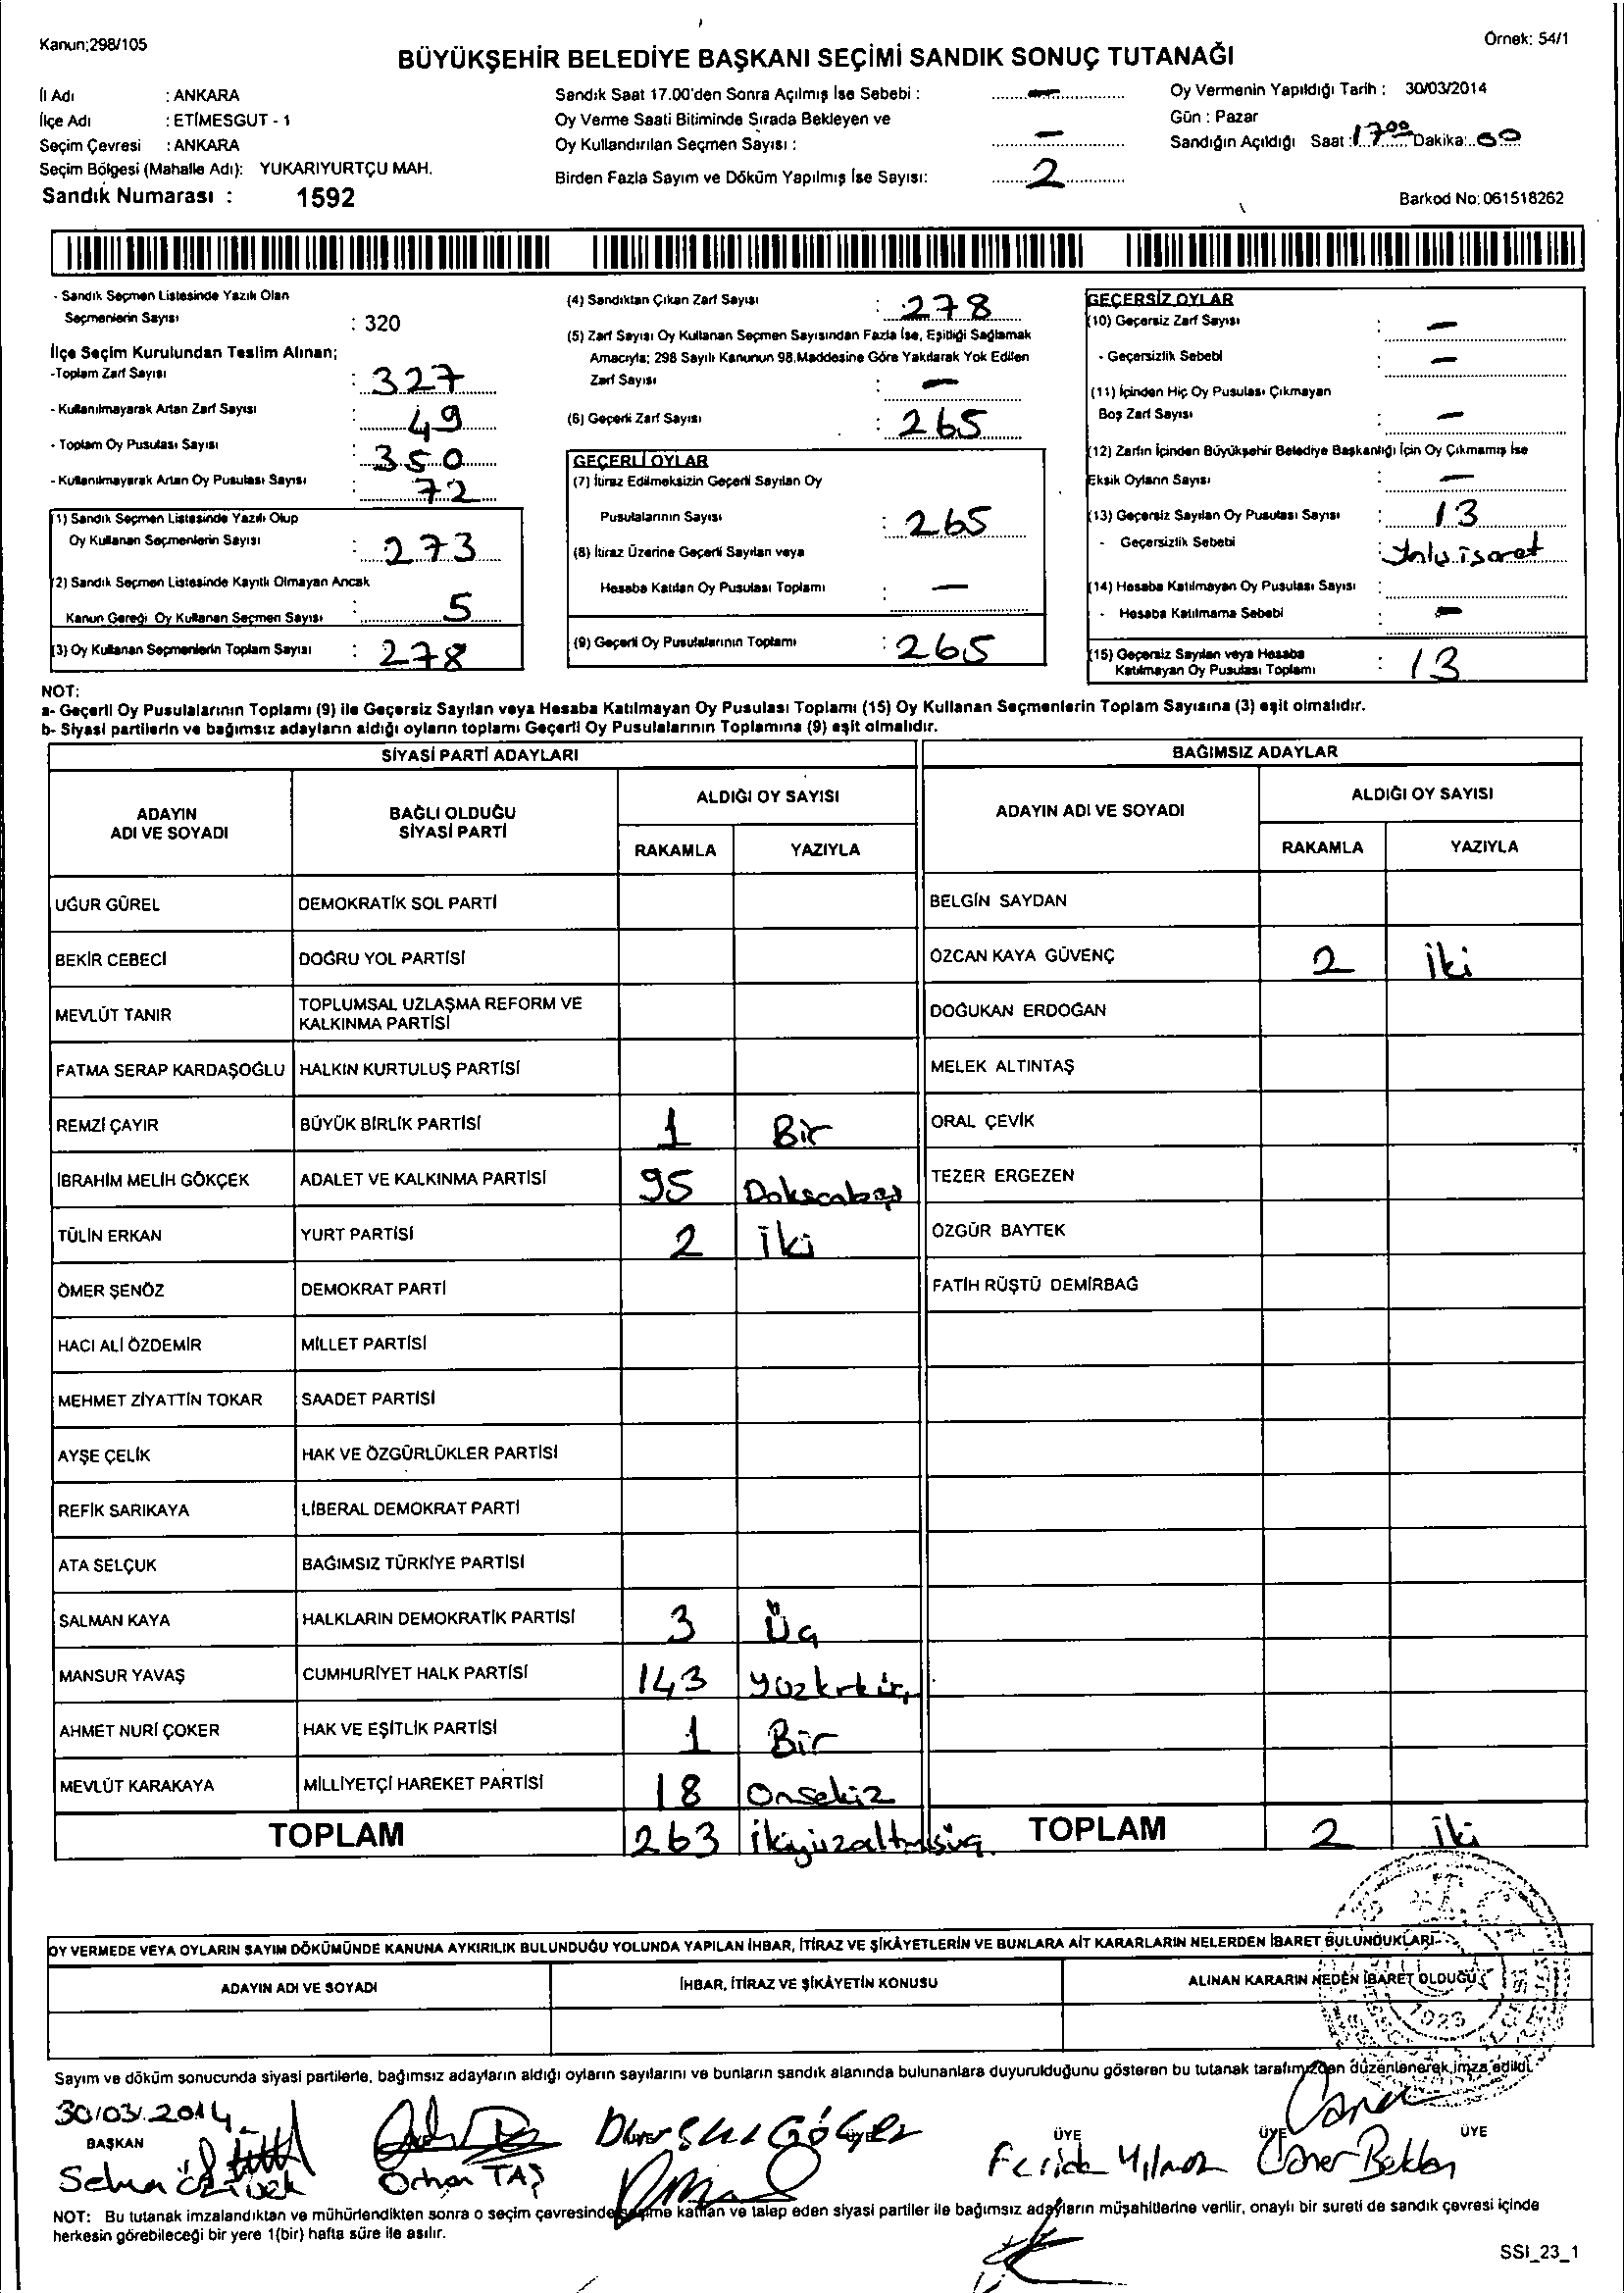 Kanun;298/105
Örnek: 54/1
BÜYÜKŞEHİR BELEDİYE BAŞKANI SEÇİMİ SANDIK SONUÇ TUTANAĞI
İl Adı : ANKARA
İlçe Adı : ETİMESGUT - 1
Seçim Çevresi : ANKARA
Seçim Bölgesi (Mahalle Adı): YUKARIYURTÇU MAH.
Sandık Numarası : 1592
Sandık Saat 17.00'den Sonra Açılmış İse Sebebi : —
Oy Verme Saati Bitiminde Sırada Bekleyen ve
Oy Kullandırılan Seçmen Sayısı : —
Birden Fazla Sayım ve Döküm Yapılmış İse Sayısı: 2
Oy Vermenin Yapıldığı Tarih : 30/03/2014
Gün : Pazar
Sandığın Açıldığı Saat : 17 00 Dakika: 00
Barkod No: 061518262
- Sandık Seçmen Listesinde Yazılı Olan
Seçmenlerin Sayısı : 320
İlçe Seçim Kurulundan Teslim Alınan;
-Toplam Zarf Sayısı : 327
- Kullanılmayarak Artan Zarf Sayısı : 49
- Toplam Oy Pusulası Sayısı : 350
- Kullanılmayarak Artan Oy Pusulası Sayısı : 72
(1) Sandık Seçmen Listesinde Yazılı Olup
Oy Kullanan Seçmenlerin Sayısı : 273
(2) Sandık Seçmen Listesinde Kayıtlı Olmayan Ancak
Kanun Gereği Oy Kullanan Seçmen Sayısı : 5
(3) Oy Kullanan Seçmenlerin Toplam Sayısı : 278
(4) Sandıktan Çıkan Zarf Sayısı : 278
(5) Zarf Sayısı Oy Kullanan Seçmen Sayısından Fazla İse, Eşitliği Sağlamak
Amacıyla; 298 Sayılı Kanunun 98.Maddesine Göre Yakılarak Yok Edilen
Zarf Sayısı : —
(6) Geçerli Zarf Sayısı : 265
GEÇERLİ OYLAR
(7) İtiraz Edilmeksizin Geçerli Sayılan Oy
Pusulalarının Sayısı : 265
(8) İtiraz Üzerine Geçerli Sayılan veya
Hesaba Katılan Oy Pusulası Toplamı : —
(9) Geçerli Oy Pusulalarının Toplamı : 265
GEÇERSİZ OYLAR
(10) Geçersiz Zarf Sayısı : —
- Geçersizlik Sebebi : —
(11) İçinden Hiç Oy Pusulası Çıkmayan
Boş Zarf Sayısı : —
(12) Zarfın İçinden Büyükşehir Belediye Başkanlığı İçin Oy Çıkmamış İse
Eksik Oyların Sayısı : —
(13) Geçersiz Sayılan Oy Pusulası Sayısı : 13
- Geçersizlik Sebebi : işaret
(14) Hesaba Katılmayan Oy Pusulası Sayısı :
- Hesaba Katılmama Sebebi : —
(15) Geçersiz Sayılan veya Hesaba
Katılmayan Oy Pusulası Toplamı : 13
NOT:
a- Geçerli Oy Pusulalarının Toplamı (9) ile Geçersiz Sayılan veya Hesaba Katılmayan Oy Pusulası Toplamı (15) Oy Kullanan Seçmenlerin Toplam Sayısına (3) eşit olmalıdır.
b- Siyasi partilerin ve bağımsız adayların aldığı oyların toplamı Geçerli Oy Pusulalarının Toplamına (9) eşit olmalıdır.
SİYASİ PARTİ ADAYLARI
BAĞIMSIZ ADAYLAR
ADAYIN
ADI VE SOYADI
BAĞLI OLDUĞU
SİYASİ PARTİ
ALDIĞI OY SAYISI
RAKAMLA YAZIYLA
ADAYIN ADI VE SOYADI
ALDIĞI OY SAYISI
RAKAMLA YAZIYLA
UĞUR GÜREL DEMOKRATİK SOL PARTİ BELGİN SAYDAN
BEKİR CEBECİ DOĞRU YOL PARTİSİ ÖZCAN KAYA GÜVENÇ 2 İki
MEVLÜT TANIR TOPLUMSAL UZLAŞMA REFORM VE
KALKINMA PARTİSİ DOĞUKAN ERDOĞAN
FATMA SERAP KARDAŞOĞLU HALKIN KURTULUŞ PARTİSİ MELEK ALTINTAŞ
REMZİ ÇAYIR BÜYÜK BİRLİK PARTİSİ 1 Bir ORAL ÇEVİK
İBRAHİM MELİH GÖKÇEK ADALET VE KALKINMA PARTİSİ 95 Doksanbeş TEZER ERGEZEN
TÜLİN ERKAN YURT PARTİSİ 2 İki ÖZGÜR BAYTEK
ÖMER ŞENÖZ DEMOKRAT PARTİ FATİH RÜŞTÜ DEMİRBAĞ
HACI ALİ ÖZDEMİR MİLLET PARTİSİ
MEHMET ZİYATTİN TOKAR SAADET PARTİSİ
AYŞE ÇELİK HAK VE ÖZGÜRLÜKLER PARTİSİ
REFİK SARIKAYA LİBERAL DEMOKRAT PARTİ
ATA SELÇUK BAĞIMSIZ TÜRKİYE PARTİSİ
SALMAN KAYA HALKLARIN DEMOKRATİK PARTİSİ 3 Üç
MANSUR YAVAŞ CUMHURİYET HALK PARTİSİ 143 yüzkırküç
AHMET NURİ ÇOKER HAK VE EŞİTLİK PARTİSİ 1 Bir
MEVLÜT KARAKAYA MİLLİYETÇİ HAREKET PARTİSİ 18 Onsekiz
TOPLAM 263 ikiyüzaltmışüç TOPLAM 2 İki
OY VERMEDE VEYA OYLARIN SAYIM DÖKÜMÜNDE KANUNA AYKIRILIK BULUNDUĞU YOLUNDA YAPILAN İHBAR, İTİRAZ VE ŞİKÂYETLERİN VE BUNLARA AİT KARARLARIN NELERDEN İBARET BULUNDUKLARI
ADAYIN ADI VE SOYADI İHBAR, İTİRAZ VE ŞİKÂYETİN KONUSU ALINAN KARARIN NEDEN İBARET OLDUĞU
1923
Sayım ve döküm sonucunda siyasi partilerle, bağımsız adayların aldığı oyların sayılarını ve bunların sandık alanında bulunanlara duyurulduğunu gösteren bu tutanak tarafımızdan düzenlenerek imza edildi.
30/03/2014
BAŞKAN ÜYE ÜYE ÜYE ÜYE
Orhan TAŞ Dursun Göçer Feride Yılmaz Caner
NOT: Bu tutanak imzalandıktan ve mühürlendikten sonra o seçim çevresinde seçime katılan ve talep eden siyasi partiler ile bağımsız adayların müşahitlerine verilir, onaylı bir sureti de sandık çevresi içinde
herkesin görebileceği bir yere 1(bir) hafta süre ile asılır.
SSI_23_1